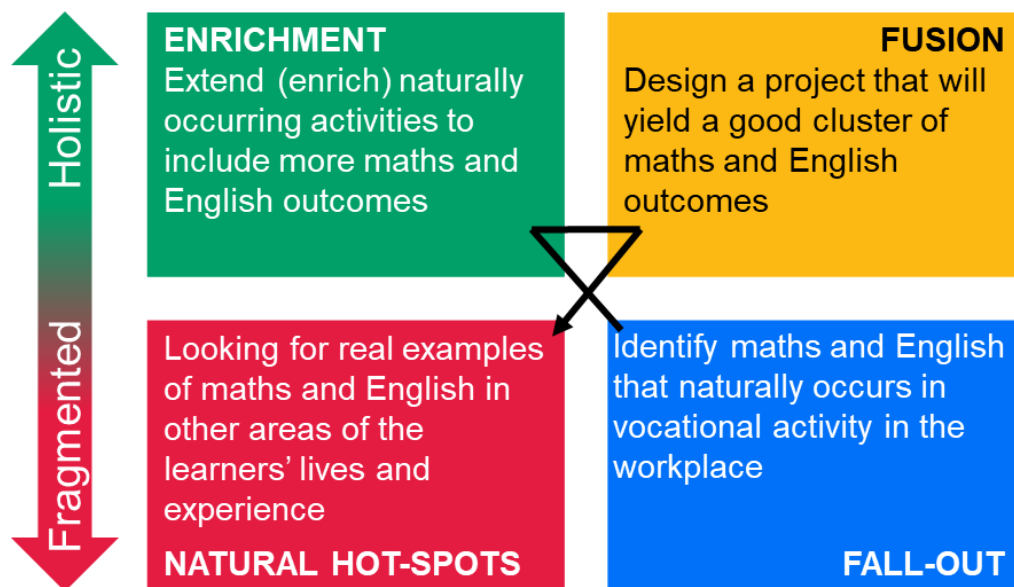 Holistic
Fragmented
ENRICHMENT
Extend (enrich) naturally
occurring activities to
include more maths and
English outcomes
FUSION
Design a project that will
yield a good cluster of
maths and English
outcomes
Looking for real examples
of maths and English in
other areas of the
learners’ lives and
experience
NATURAL HOT-SPOTS
Identify maths and English
that naturally occurs in
vocational activity in the
workplace
FALL-OUT